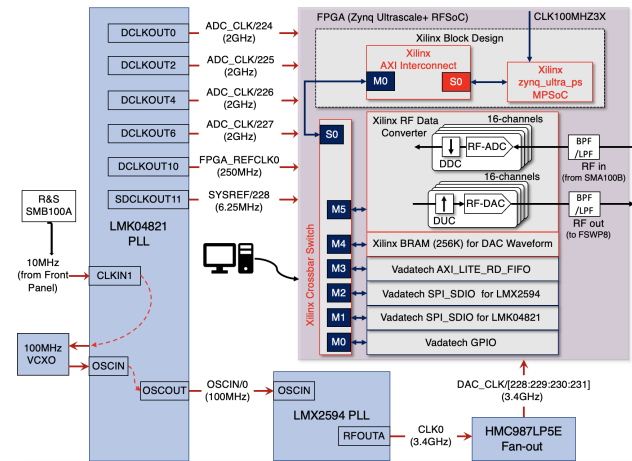 FPGA (Zynq Ultrascale+ RFSoC)
CLK100MHZ3X
Xilinx Block Design
Xilinx
AXI Interconnect
M0
S0
Xilinx
zynq_ultra_ps
MPSoC
DCLKOUT0
ADC_CLK/224
(2GHz)
DCLKOUT2
ADC_CLK/225
(2GHz)
DCLKOUT4
ADC_CLK/226
(2GHz)
DCLKOUT6
ADC_CLK/227
(2GHz)
DCLKOUT10
FPGA_REFCLK0
(250MHz)
SDCLKOUT11
SYSREF/228
(6.25MHz)
LMK04821
PLL
R&S
SMB100A
10MHz
(from Front
Panel)
CLKIN1
100MHz
VCXO
OSCIN
OSCOUT
OSCIN/0
(100MHz)
S0
Xilinx Crossbar Switch
M5
M4
M3
M2
M1
M0
Xilinx RF Data
Converter
16-channels
DDC
RF-ADC
16-channels
DUC
RF-DAC
BPF
/LPF
RF in
(from SMA100B)
BPF
/LPF
RF out
(to FSWP8)
Xilinx BRAM (256K) for DAC Waveform
Vadatech AXI_LITE_RD_FIFO
Vadatech SPI_SDIO for LMX2594
Vadatech SPI_SDIO for LMK04821
Vadatech GPIO
OSCIN
LMX2594 PLL
RFOUTA
CLK0
(3.4GHz)
DAC_CLK/[228:229:230:231]
(3.4GHz)
HMC987LP5E
Fan-out